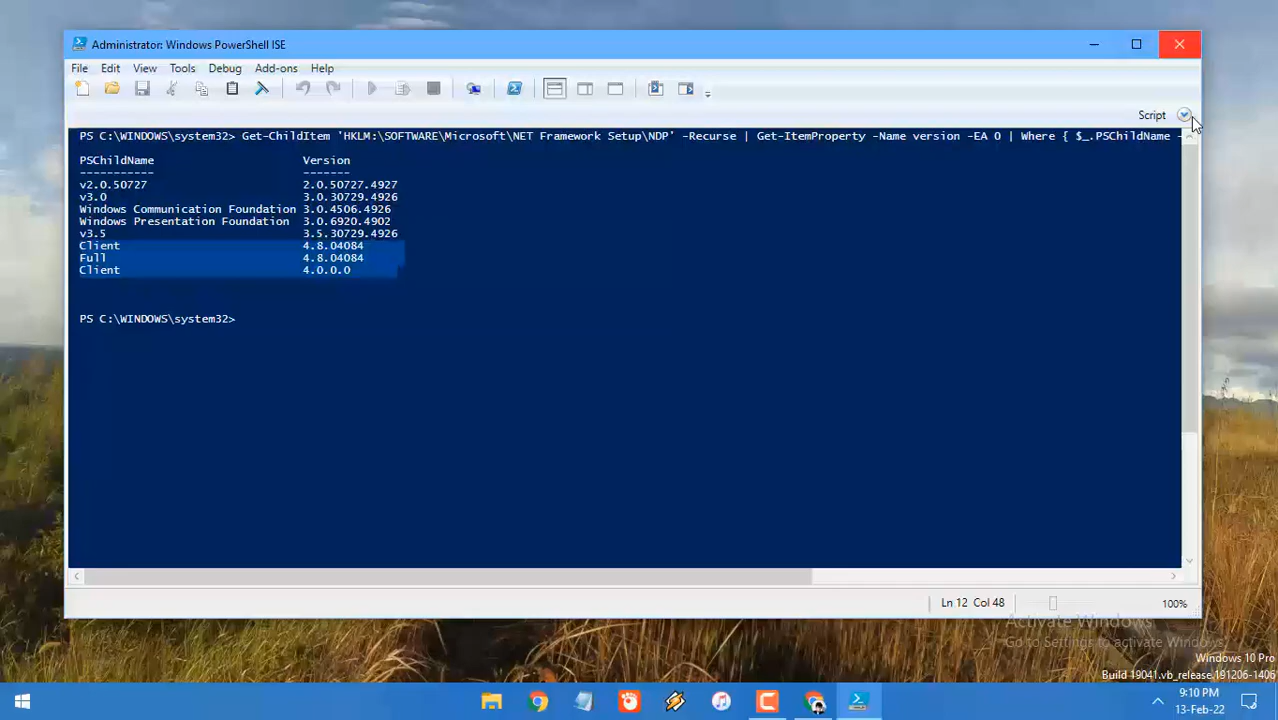 Administrator: Windows PowerShell ISE
File Edit View Tools Debug Add-ons Help
Script
PS C:\WINDOWS\system32> Get-ChildItem 'HKLM:\SOFTWARE\Microsoft\NET Framework Setup\NDP' -Recurse | Get-ItemProperty -Name version -EA 0 | Where { $_.PSChildName -
PSChildName Version
----------- -------
v2.0.50727 2.0.50727.4927
v3.0 3.0.30729.4926
Windows Communication Foundation 3.0.4506.4926
Windows Presentation Foundation 3.0.6920.4902
v3.5 3.5.30729.4926
Client 4.8.04084
Full 4.8.04084
Client 4.0.0.0
PS C:\WINDOWS\system32>
Ln 12 Col 48 100%
Activate Windows
Go to Settings to activate Windows.
Windows 10 Pro
Build 19041.vb_release.191206-1406
9:10 PM
13-Feb-22